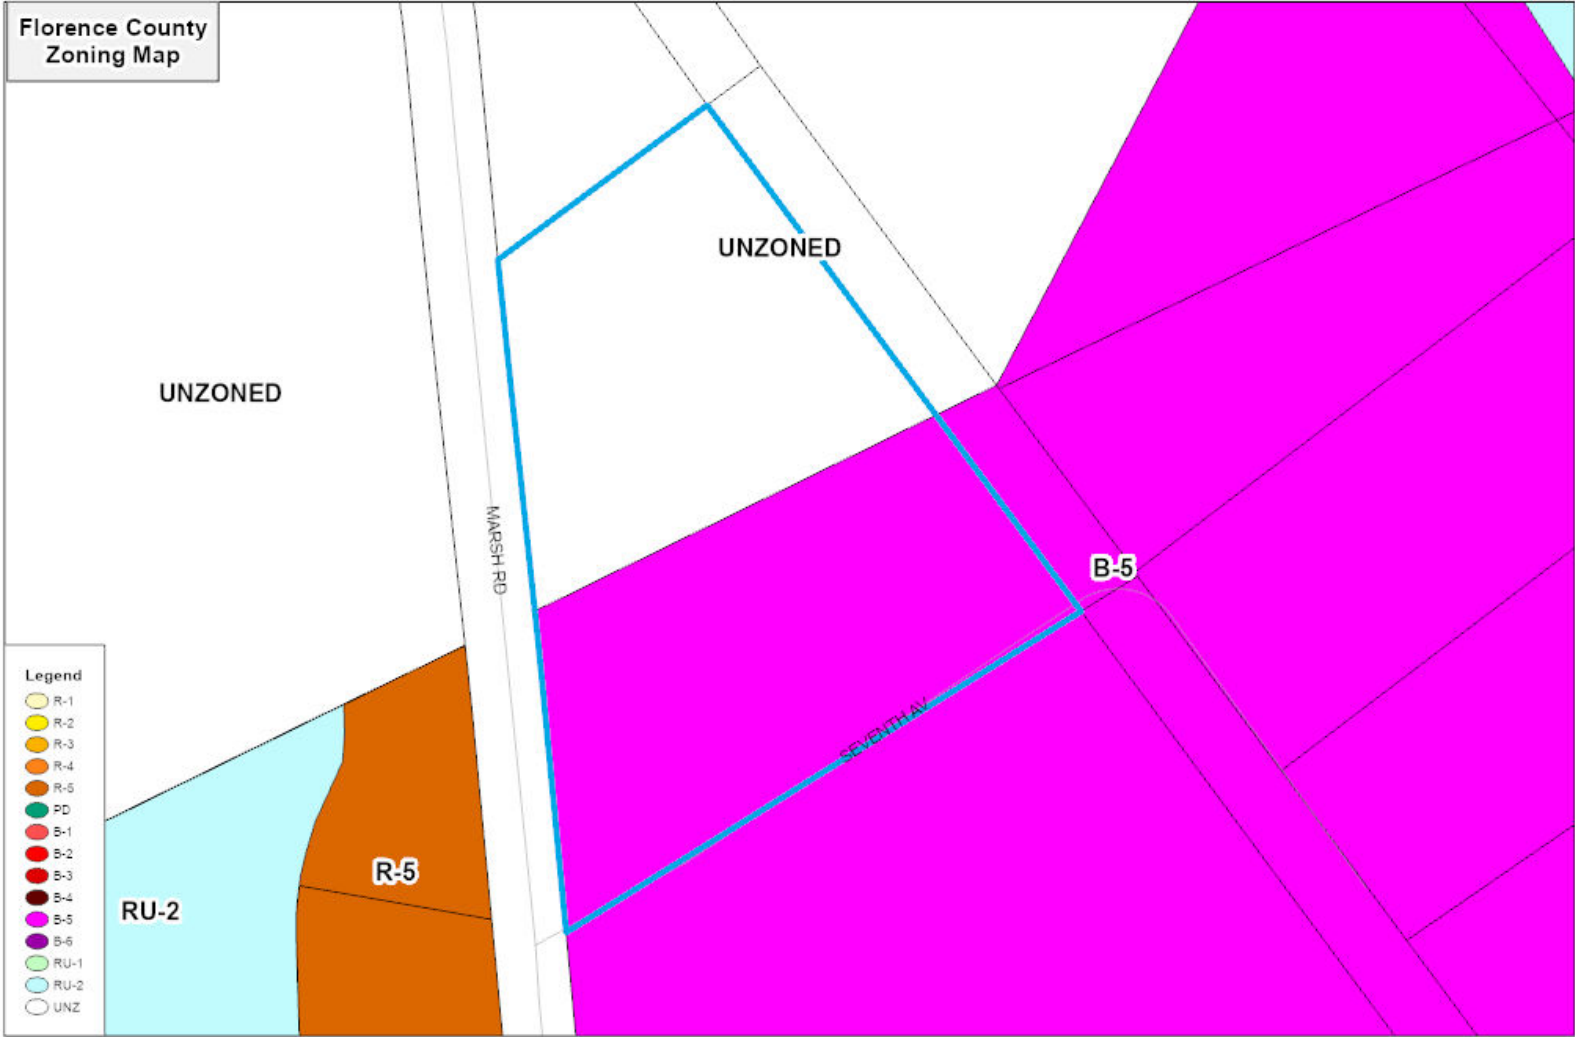 Florence County
Zoning Map
UNZONED
UNZONED
MARSH RD
B-5
SEVENTH AV
R-5
RU-2
Legend
R-1
R-2
R-3
R-4
R-5
PD
B-1
B-2
B-3
B-4
B-5
B-6
RU-1
RU-2
UNZ